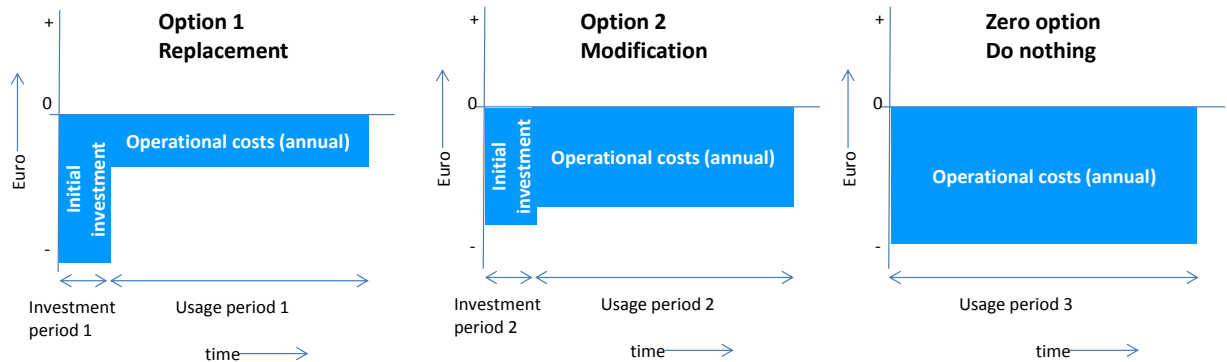 +
Option 1
Replacement
0
Euro
Initial
investment
Operational costs (annual)
-
Investment
period 1
Usage period 1
time
+
Option 2
Modification
0
Euro
Initial
investment
Operational costs (annual)
-
Investment
period 2
Usage period 2
time
+
Zero option
Do nothing
0
Euro
Operational costs (annual)
-
Usage period 3
time